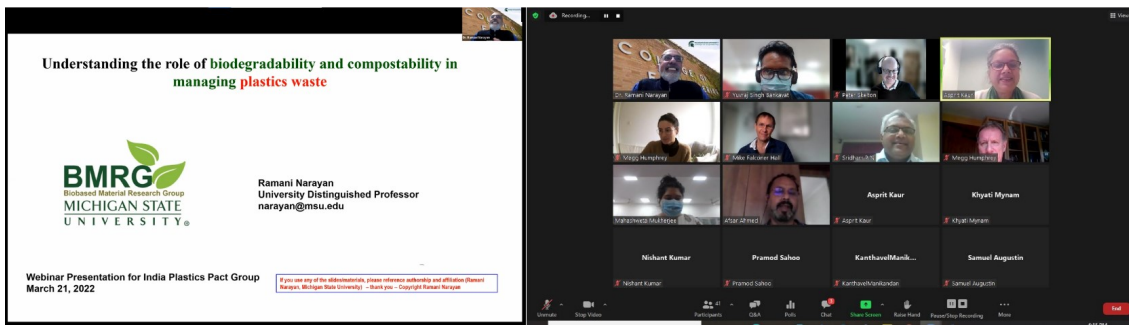 Dr. Ramani Narayan
Understanding the role of biodegradability and compostability in
managing plastics waste
BMRG
Biobased Material Research Group
MICHIGAN STATE
UNIVERSITY®
Ramani Narayan
University Distinguished Professor
narayan@msu.edu
Webinar Presentation for India Plastics Pact Group
March 21, 2022
If you use any of the slides/materials, please reference authorship and affiliation (Ramani
Narayan, Michigan State University) – thank you – Copyright Ramani Narayan
Recording...
View
Dr. Ramani Narayan
Yuvraj Singh
Peter Skelton
Asprit Kaur
Megg Humphrey
Mike Falconer Hall
Megg Humphrey
Mahashweta Mukherjee
Afsar Ahmed
Asprit Kaur
Asprit Kaur
Khyati Mynam
Khyati Mynam
Nishant Kumar
Nishant Kumar
Pramod Sahoo
Pramod Sahoo
KanthavelManik...
KanthavelManikandan
Samuel Augustin
Samuel Augustin
Unmute
Stop Video
Participants
41
Q&A
Polls
Chat
Share Screen
Raise Hand
Pause/Stop Recording
More
End